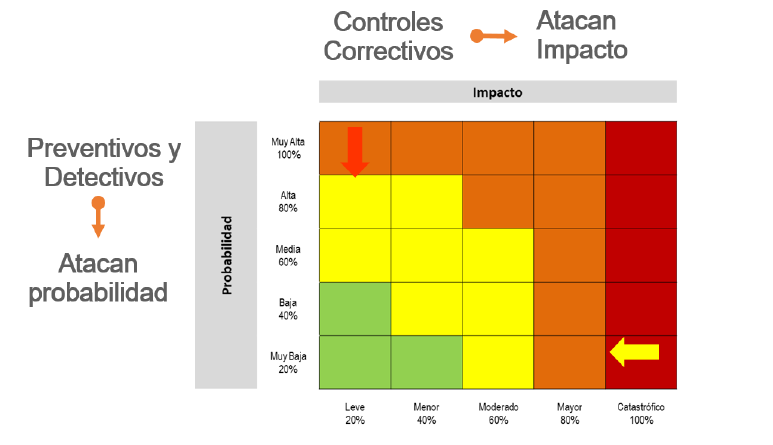 Controles
Correctivos
Atacan
Impacto
Impacto
Preventivos y
Detectivos
Atacan
probabilidad
Probabilidad
Muy Alta
100%
Alta
80%
Media
60%
Baja
40%
Muy Baja
20%
Leve
20%
Menor
40%
Moderado
60%
Mayor
80%
Catastrófico
100%